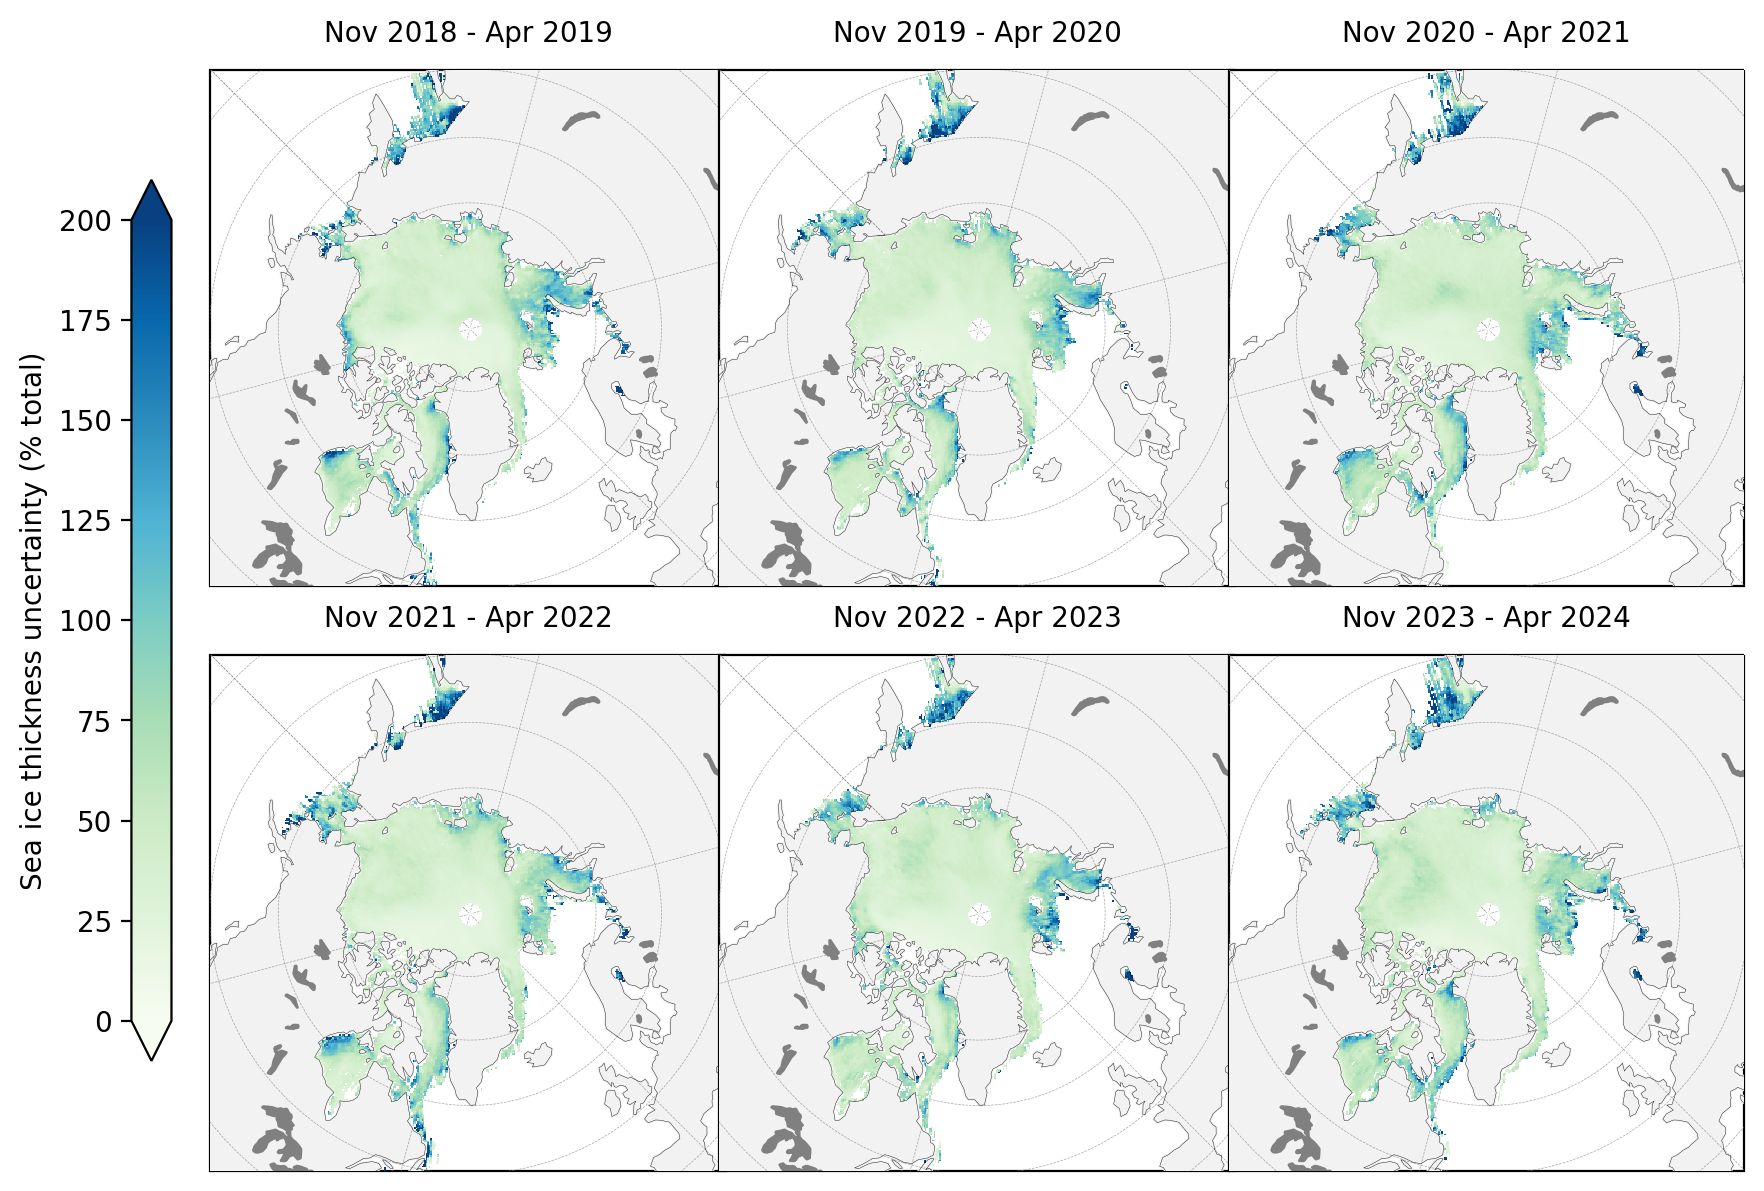 Nov 2018 - Apr 2019
Nov 2019 - Apr 2020
Nov 2020 - Apr 2021
Sea ice thickness uncertainty (% total)
200
175
150
125
100
75
50
25
0
Nov 2021 - Apr 2022
Nov 2022 - Apr 2023
Nov 2023 - Apr 2024